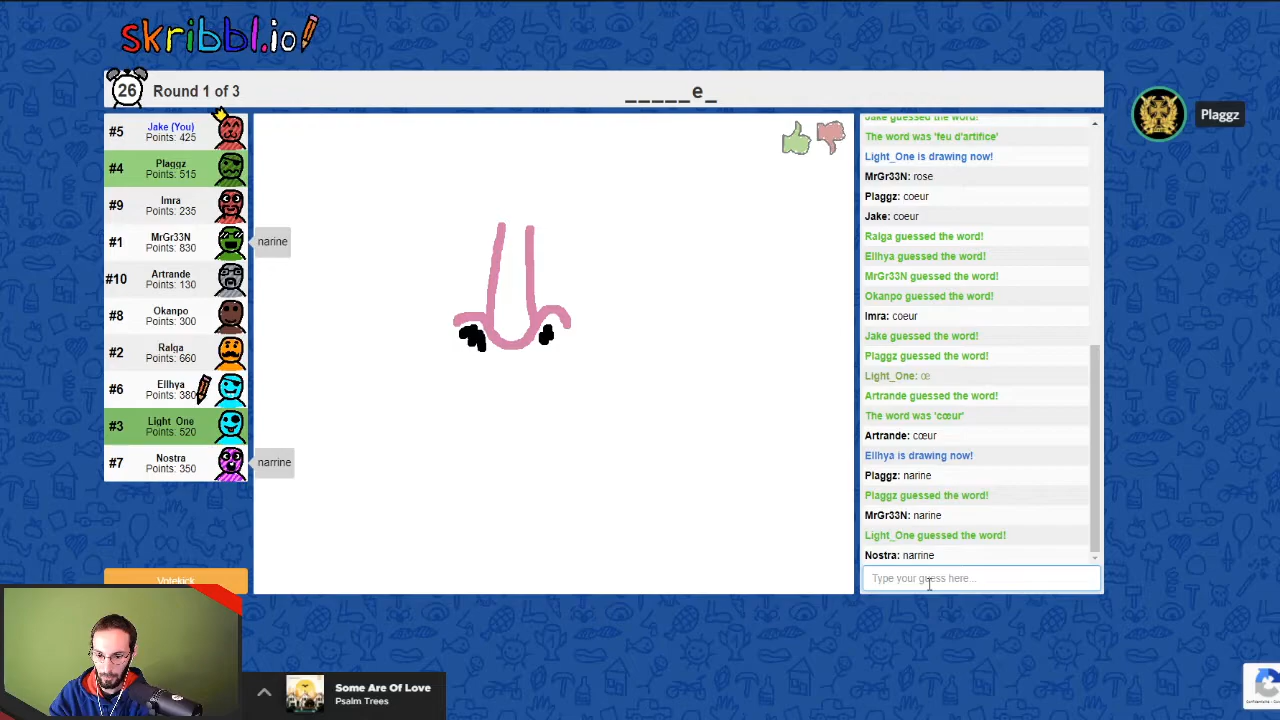 skribbl.io
26
Round 1 of 3
_____e_
Plaggz
#5 Jake (You)
Points: 425
#4 Plaggz
Points: 515
#9 Imra
Points: 235
#1 MrGr33N
Points: 830
narine
#10 Artrande
Points: 130
#8 Okanpo
Points: 300
#2 Ralga
Points: 660
#6 Ellhya
Points: 380
#3 Light_One
Points: 520
#7 Nostra
Points: 350
narrine
Votekick
Jake guessed the word!
The word was 'feu d'artifice'
Light_One is drawing now!
MrGr33N: rose
Plaggz: coeur
Jake: coeur
Ralga guessed the word!
Ellhya guessed the word!
MrGr33N guessed the word!
Okanpo guessed the word!
Imra: coeur
Jake guessed the word!
Plaggz guessed the word!
Light_One: œ
Artrande guessed the word!
The word was 'cœur'
Artrande: cœur
Ellhya is drawing now!
Plaggz: narine
Plaggz guessed the word!
MrGr33N: narine
Light_One guessed the word!
Nostra: narrine
Type your guess here...
Some Are Of Love
Psalm Trees